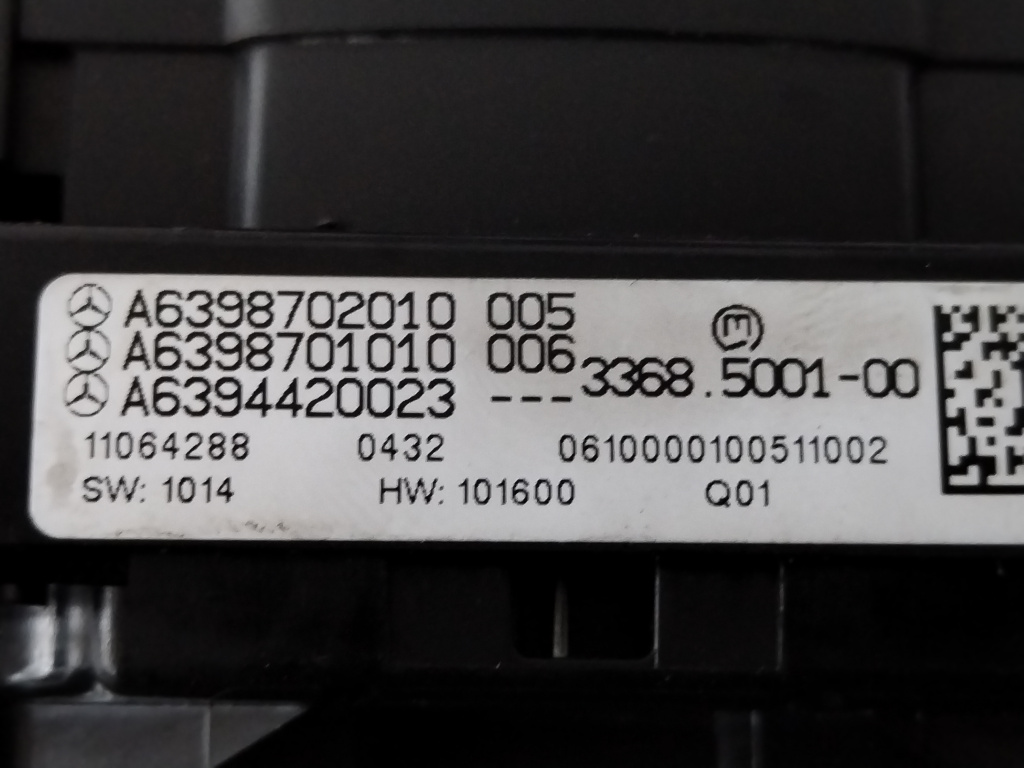 A6398702010 005
A6398701010 006
A6394420023 ---
3368.5001-00
11064288 0432 0610000100511002
SW: 1014 HW: 101600 Q01